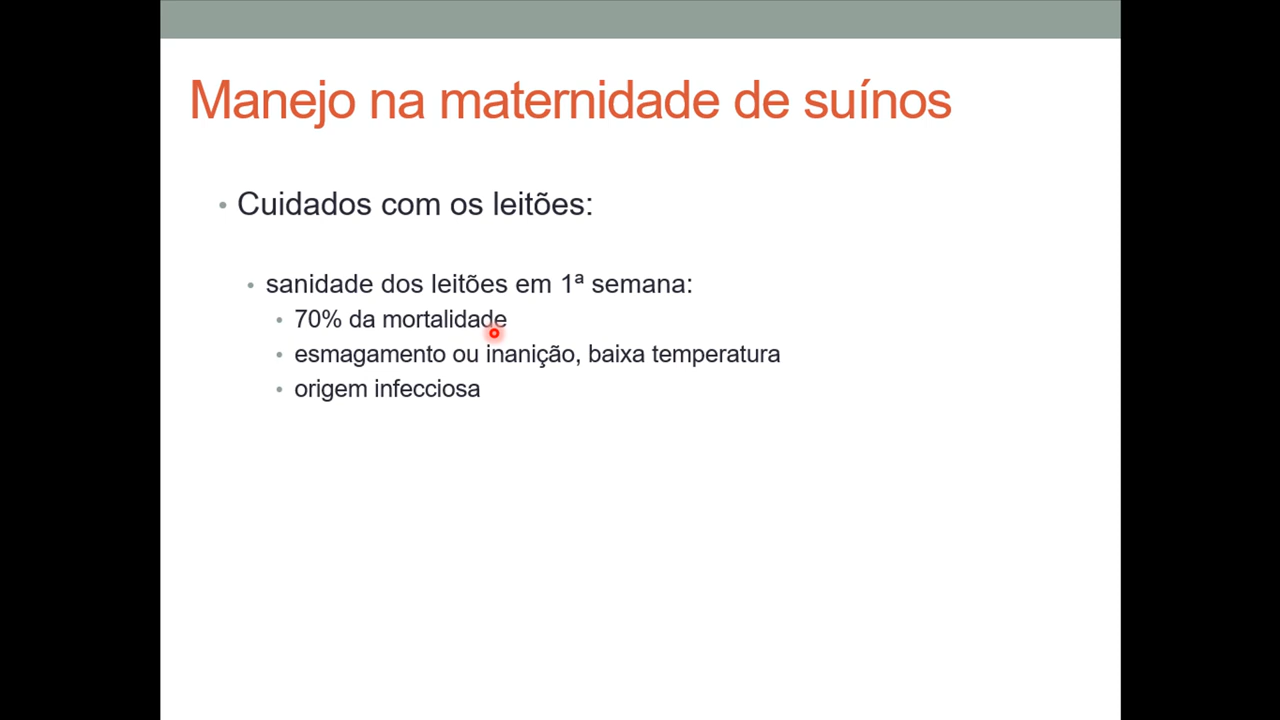 Manejo na maternidade de suínos
• Cuidados com os leitões:
• sanidade dos leitões em 1ª semana:
• 70% da mortalidade
• esmagamento ou inanição, baixa temperatura
• origem infecciosa